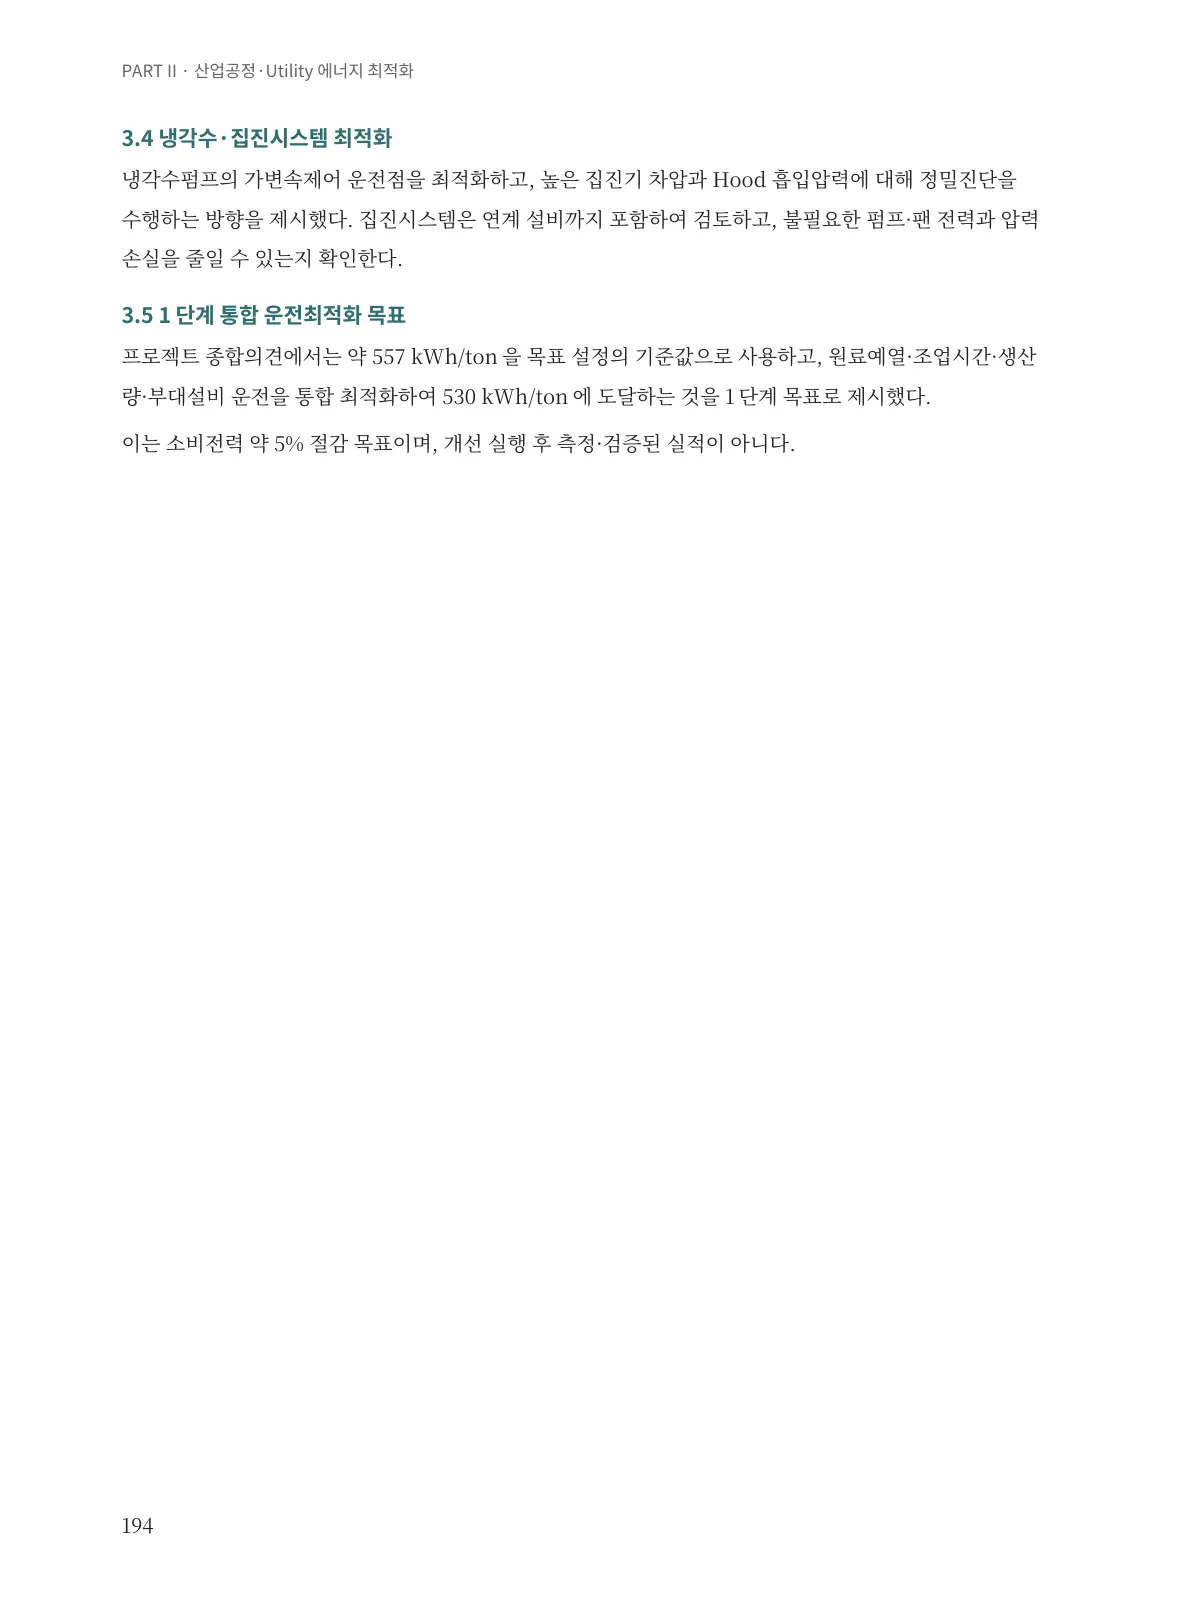 PART II · 산업공정·Utility 에너지 최적화
3.4 냉각수·집진시스템 최적화
냉각수펌프의 가변속제어 운전점을 최적화하고, 높은 집진기 차압과 Hood 흡입압력에 대해 정밀진단을
수행하는 방향을 제시했다. 집진시스템은 연계 설비까지 포함하여 검토하고, 불필요한 펌프·팬 전력과 압력
손실을 줄일 수 있는지 확인한다.
3.5 1 단계 통합 운전최적화 목표
프로젝트 종합의견에서는 약 557 kWh/ton 을 목표 설정의 기준값으로 사용하고, 원료예열·조업시간·생산
량·부대설비 운전을 통합 최적화하여 530 kWh/ton 에 도달하는 것을 1 단계 목표로 제시했다.
이는 소비전력 약 5% 절감 목표이며, 개선 실행 후 측정·검증된 실적이 아니다.
194